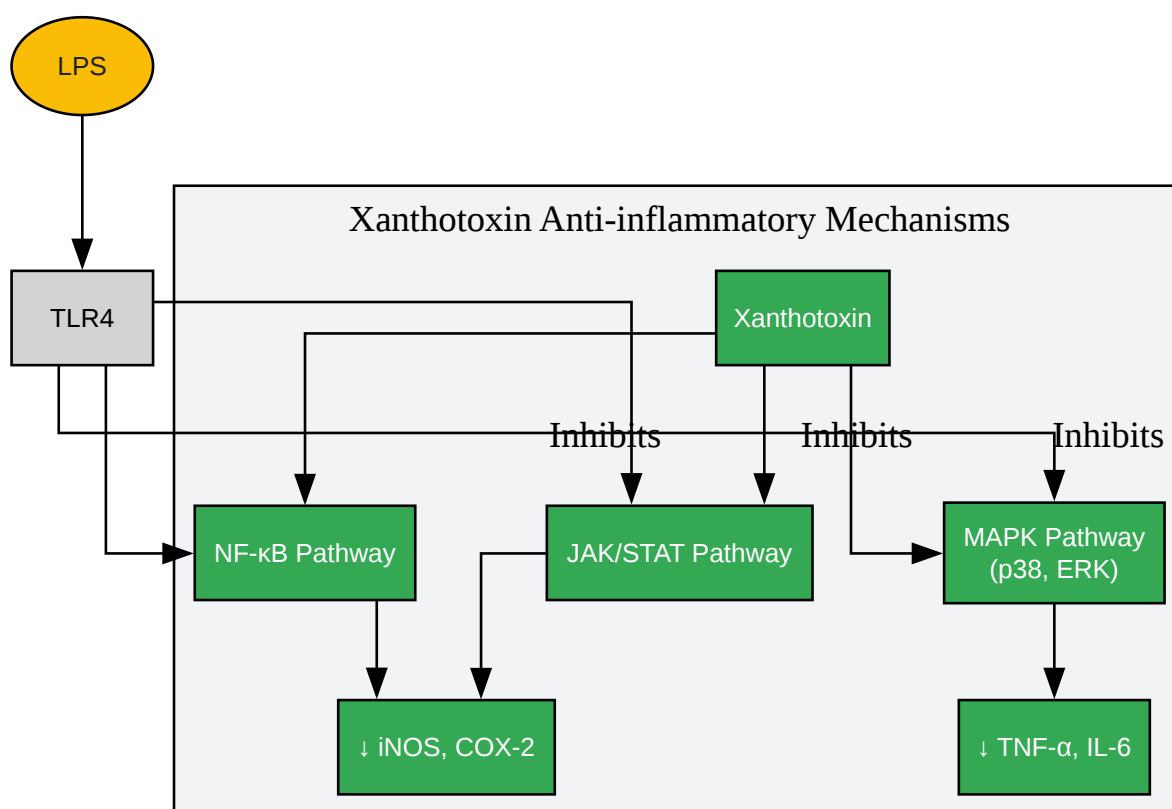 LPS
Xanthotoxin Anti-inflammatory Mechanisms
TLR4
Xanthotoxin
Inhibits
Inhibits
Inhibits
NF-κB Pathway
JAK/STAT Pathway
MAPK Pathway
(p38, ERK)
↓ iNOS, COX-2
↓ TNF-α, IL-6